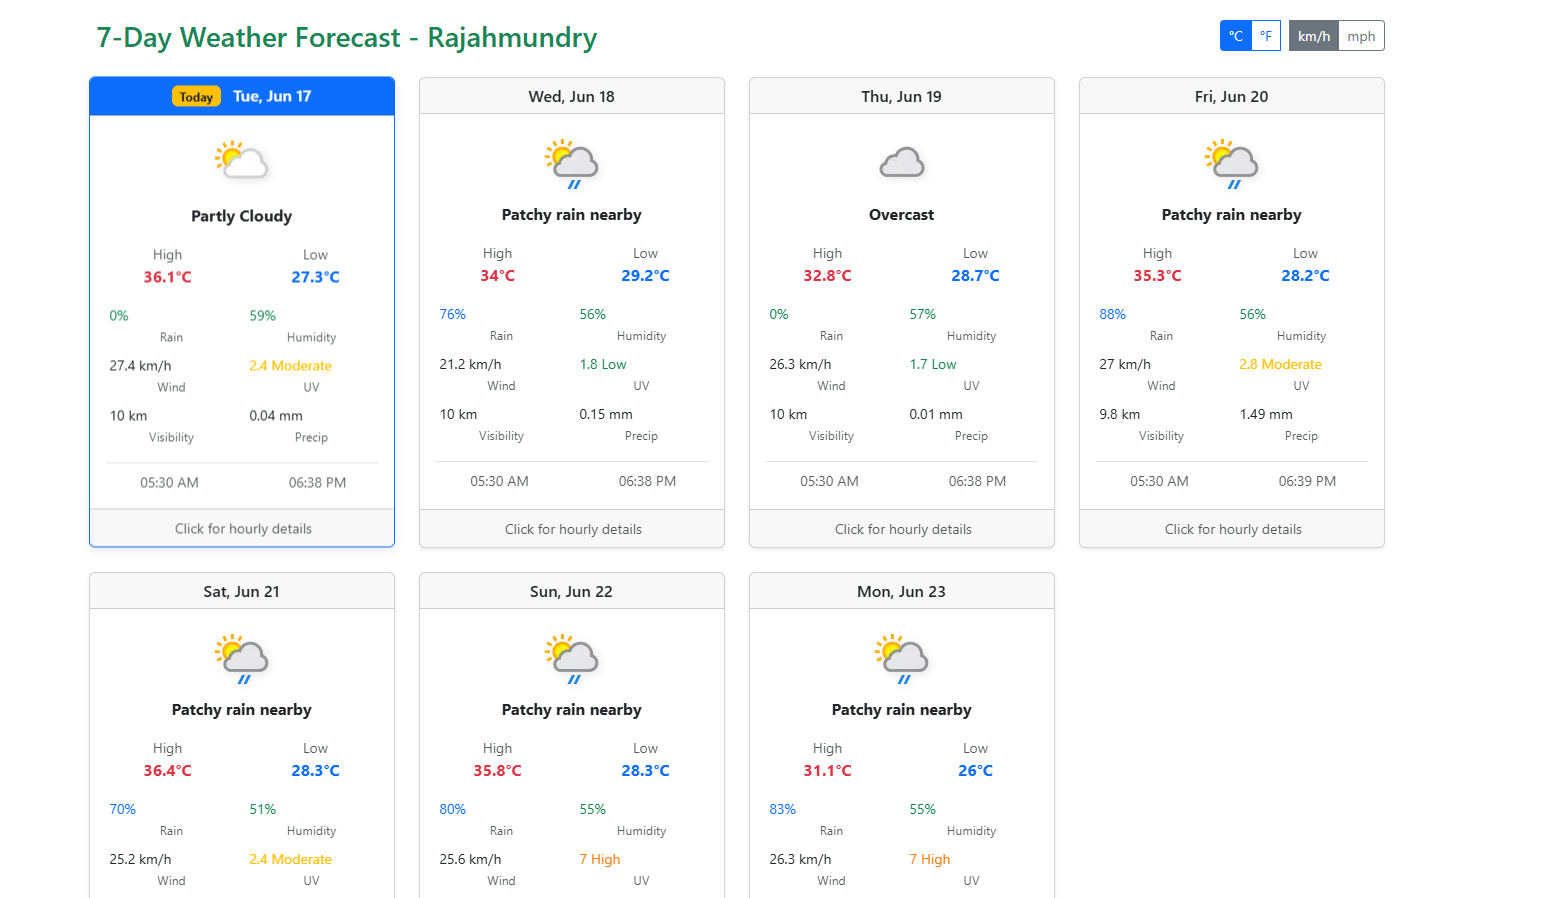 7-Day Weather Forecast - Rajahmundry
°C °F km/h mph
Today Tue, Jun 17
Partly Cloudy
High Low
36.1°C 27.3°C
0% 59%
Rain Humidity
27.4 km/h 2.4 Moderate
Wind UV
10 km 0.04 mm
Visibility Precip
05:30 AM 06:38 PM
Click for hourly details
Wed, Jun 18
Patchy rain nearby
High Low
34°C 29.2°C
76% 56%
Rain Humidity
21.2 km/h 1.8 Low
Wind UV
10 km 0.15 mm
Visibility Precip
05:30 AM 06:38 PM
Click for hourly details
Thu, Jun 19
Overcast
High Low
32.8°C 28.7°C
0% 57%
Rain Humidity
26.3 km/h 1.7 Low
Wind UV
10 km 0.01 mm
Visibility Precip
05:30 AM 06:38 PM
Click for hourly details
Fri, Jun 20
Patchy rain nearby
High Low
35.3°C 28.2°C
88% 56%
Rain Humidity
27 km/h 2.8 Moderate
Wind UV
9.8 km 1.49 mm
Visibility Precip
05:30 AM 06:39 PM
Click for hourly details
Sat, Jun 21
Patchy rain nearby
High Low
36.4°C 28.3°C
70% 51%
Rain Humidity
25.2 km/h 2.4 Moderate
Wind UV
Sun, Jun 22
Patchy rain nearby
High Low
35.8°C 28.3°C
80% 55%
Rain Humidity
25.6 km/h 7 High
Wind UV
Mon, Jun 23
Patchy rain nearby
High Low
31.1°C 26°C
83% 55%
Rain Humidity
26.3 km/h 7 High
Wind UV